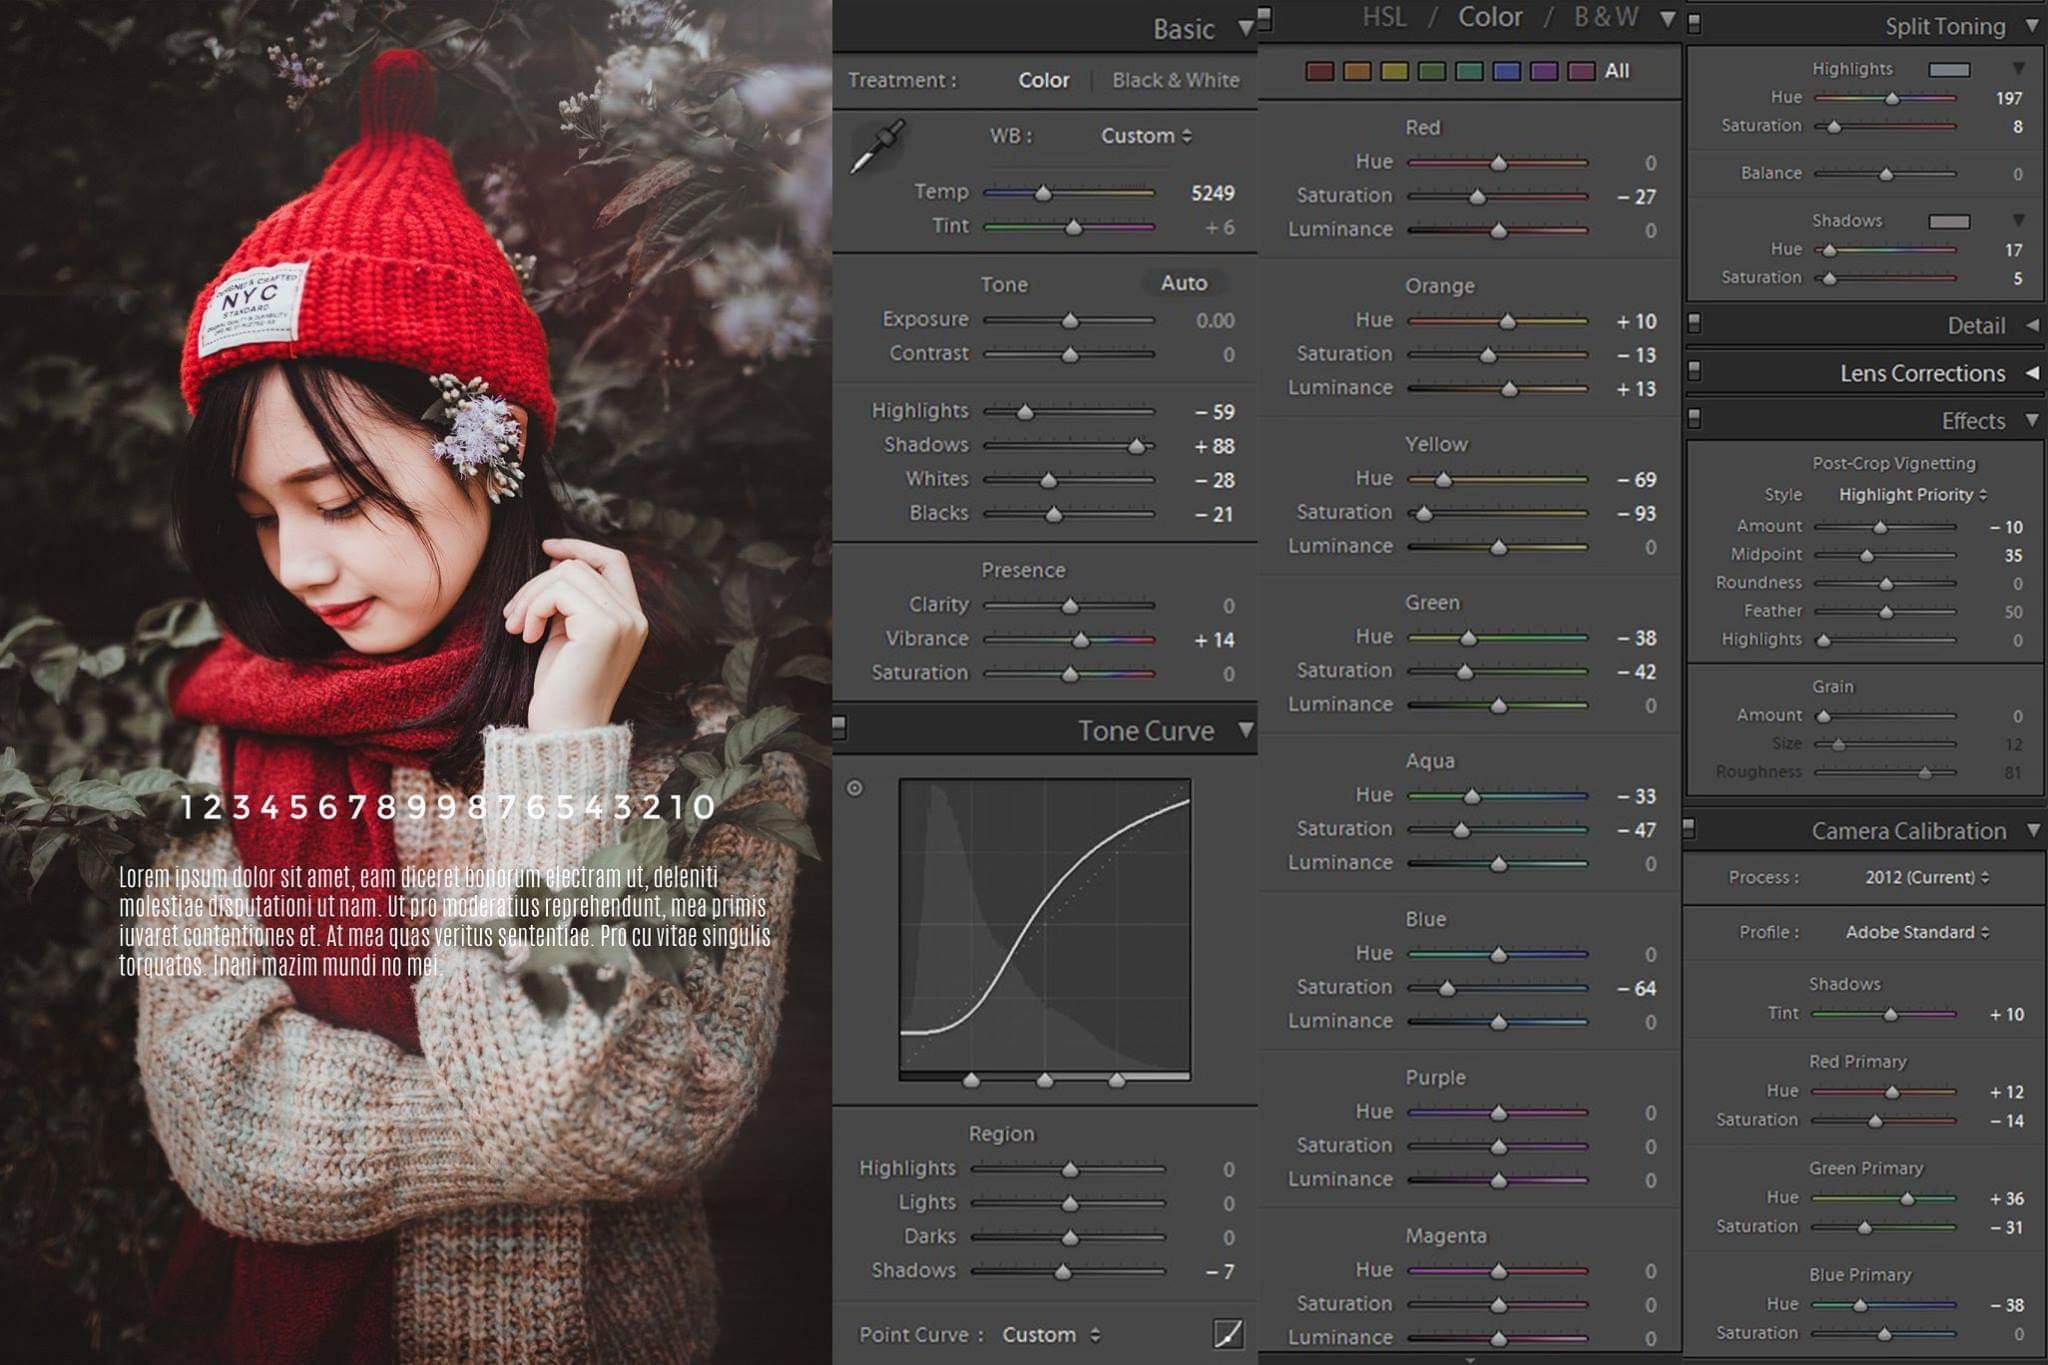 DESIGNED & CRAFTED
NYC
STANDARD
1234567899876543210
Lorem ipsum dolor sit amet, eam diceret bonorum electram ut, deleniti
molestiae disputationi ut nam. Ut pro moderatius reprehendunt, mea primis
iuvaret contentiones et. At mea quas veritus sententiae. Pro cu vitae singulis
torquatos. Inani mazim mundi no mei.
Basic
Treatment : Color Black & White
WB : Custom
Temp 5249
Tint + 6
Tone Auto
Exposure 0.00
Contrast 0
Highlights – 59
Shadows + 88
Whites – 28
Blacks – 21
Presence
Clarity 0
Vibrance + 14
Saturation 0
Tone Curve
Region
Highlights 0
Lights 0
Darks 0
Shadows – 7
Point Curve : Custom
HSL / Color / B & W
All
Red
Hue 0
Saturation – 27
Luminance 0
Orange
Hue + 10
Saturation – 13
Luminance + 13
Yellow
Hue – 69
Saturation – 93
Luminance 0
Green
Hue – 38
Saturation – 42
Luminance 0
Aqua
Hue – 33
Saturation – 47
Luminance 0
Blue
Hue 0
Saturation – 64
Luminance 0
Purple
Hue 0
Saturation 0
Luminance 0
Magenta
Hue 0
Saturation 0
Luminance 0
Split Toning
Highlights
Hue 197
Saturation 8
Balance 0
Shadows
Hue 17
Saturation 5
Detail
Lens Corrections
Effects
Post-Crop Vignetting
Style Highlight Priority
Amount – 10
Midpoint 35
Roundness 0
Feather 50
Highlights 0
Grain
Amount 0
Size 12
Roughness 81
Camera Calibration
Process : 2012 (Current)
Profile : Adobe Standard
Shadows
Tint + 10
Red Primary
Hue + 12
Saturation – 14
Green Primary
Hue + 36
Saturation – 31
Blue Primary
Hue – 38
Saturation 0